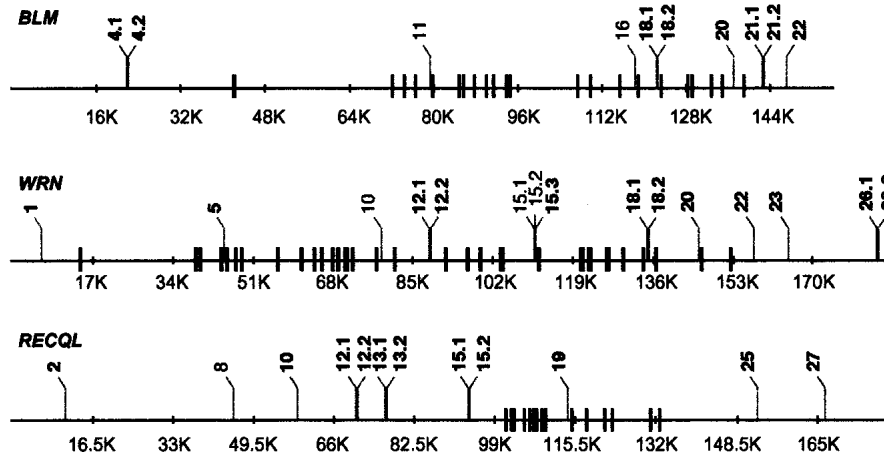 BLM
4.1 4.2 11 16 18.1 18.2 20 21.1 21.2 22
16K 32K 48K 64K 80K 96K 112K 128K 144K
WRN
1 5 10 12.1 12.2 15.1 15.2 15.3 18.1 18.2 20 22 23 26.1
17K 34K 51K 68K 85K 102K 119K 136K 153K 170K
RECQL
2 8 10 12.1 12.2 13.1 13.2 15.1 15.2 19 25 27
16.5K 33K 49.5K 66K 82.5K 99K 115.5K 132K 148.5K 165K